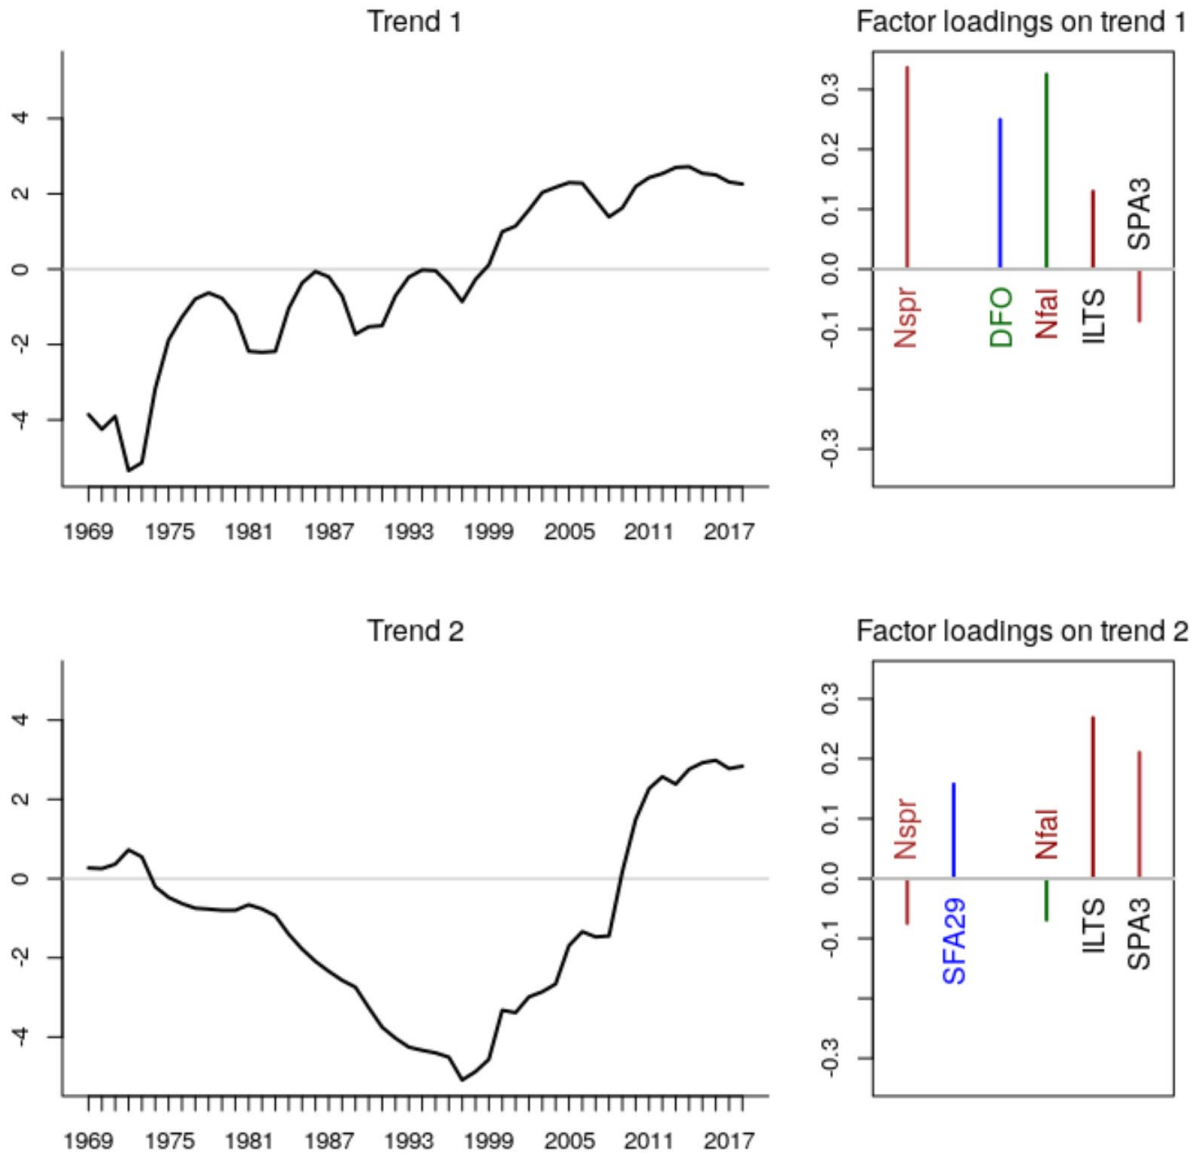 Trend 1
4
2
0
-2
-4
1969 1975 1981 1987 1993 1999 2005 2011 2017
Factor loadings on trend 1
0.3
0.2
0.1
0.0
-0.1
-0.3
Nspr
DFO
Nfal
ILTS
SPA3
Trend 2
4
2
0
-2
-4
1969 1975 1981 1987 1993 1999 2005 2011 2017
Factor loadings on trend 2
0.3
0.2
0.1
0.0
-0.1
-0.3
Nspr
SFA29
Nfal
ILTS
SPA3